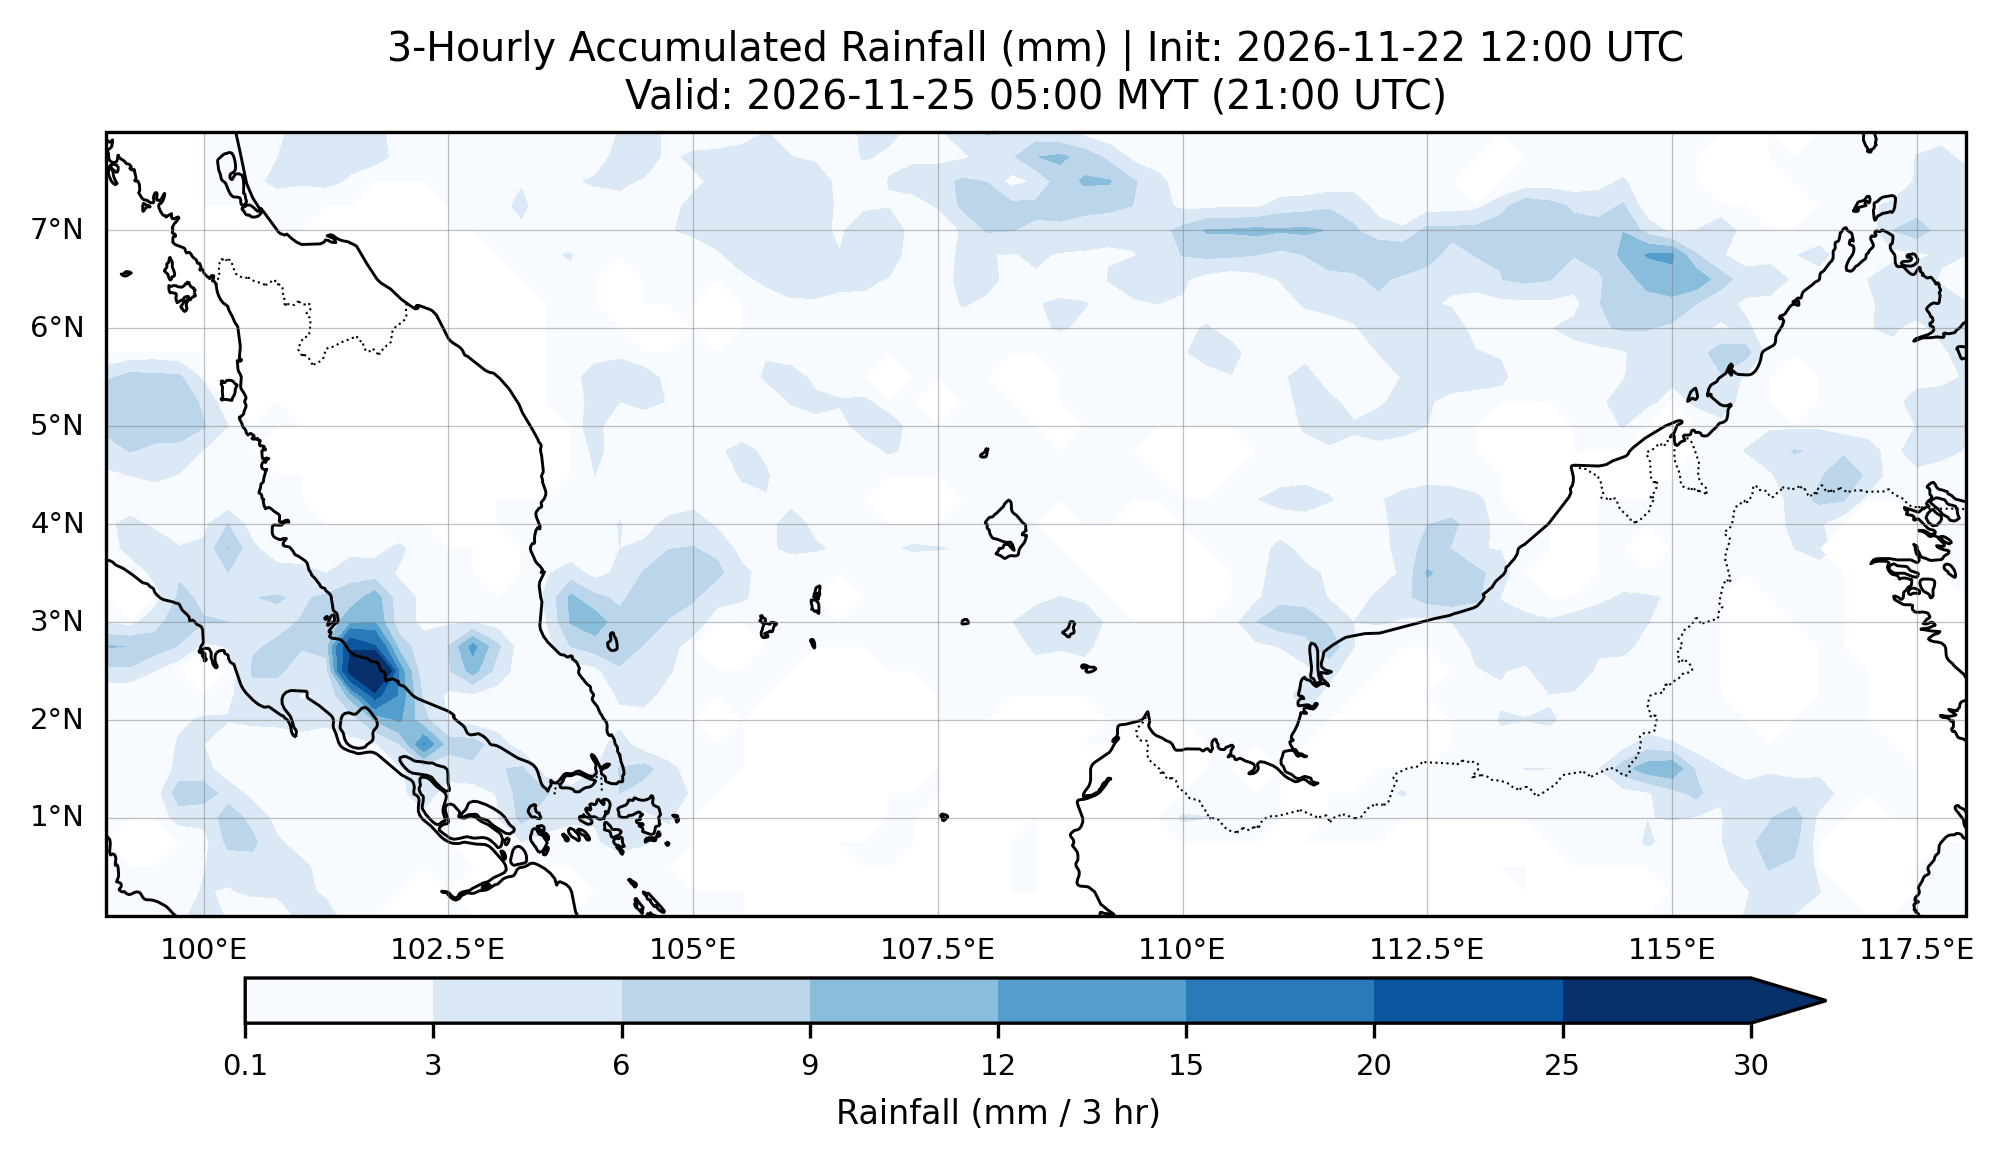 3-Hourly Accumulated Rainfall (mm) | Init: 2026-11-22 12:00 UTC
Valid: 2026-11-25 05:00 MYT (21:00 UTC)
7°N
6°N
5°N
4°N
3°N
2°N
1°N
100°E 102.5°E 105°E 107.5°E 110°E 112.5°E 115°E 117.5°E
0.1 3 6 9 12 15 20 25 30
Rainfall (mm / 3 hr)